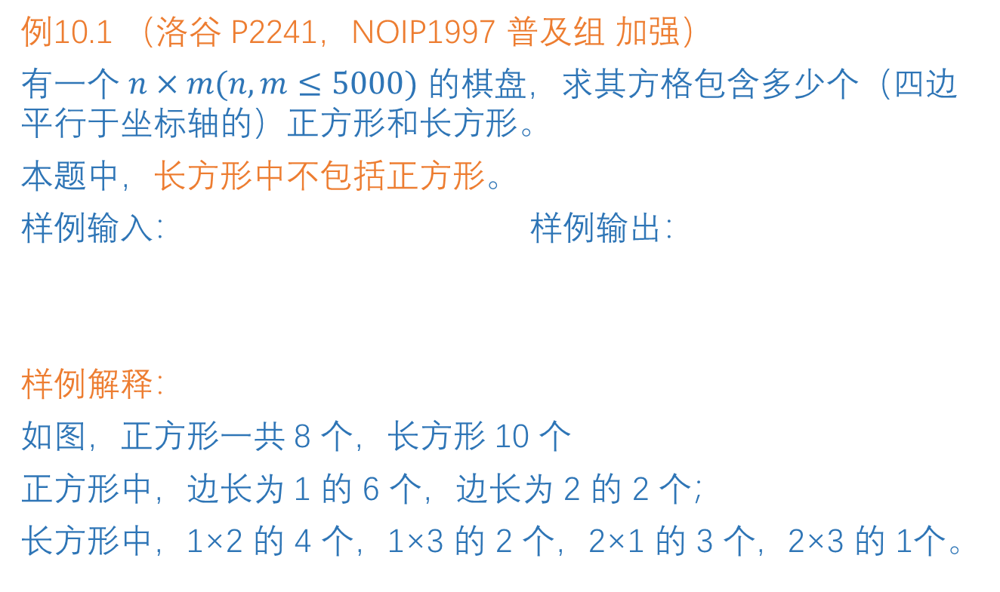 例10.1 （洛谷 P2241，NOIP1997 普及组 加强）
有一个 n × m(n, m ≤ 5000) 的棋盘，求其方格包含多少个（四边
平行于坐标轴的）正方形和长方形。
本题中，长方形中不包括正方形。
样例输入： 样例输出：
样例解释：
如图，正方形一共 8 个，长方形 10 个
正方形中，边长为 1 的 6 个，边长为 2 的 2 个；
长方形中，1×2 的 4 个，1×3 的 2 个，2×1 的 3 个，2×3 的 1个。